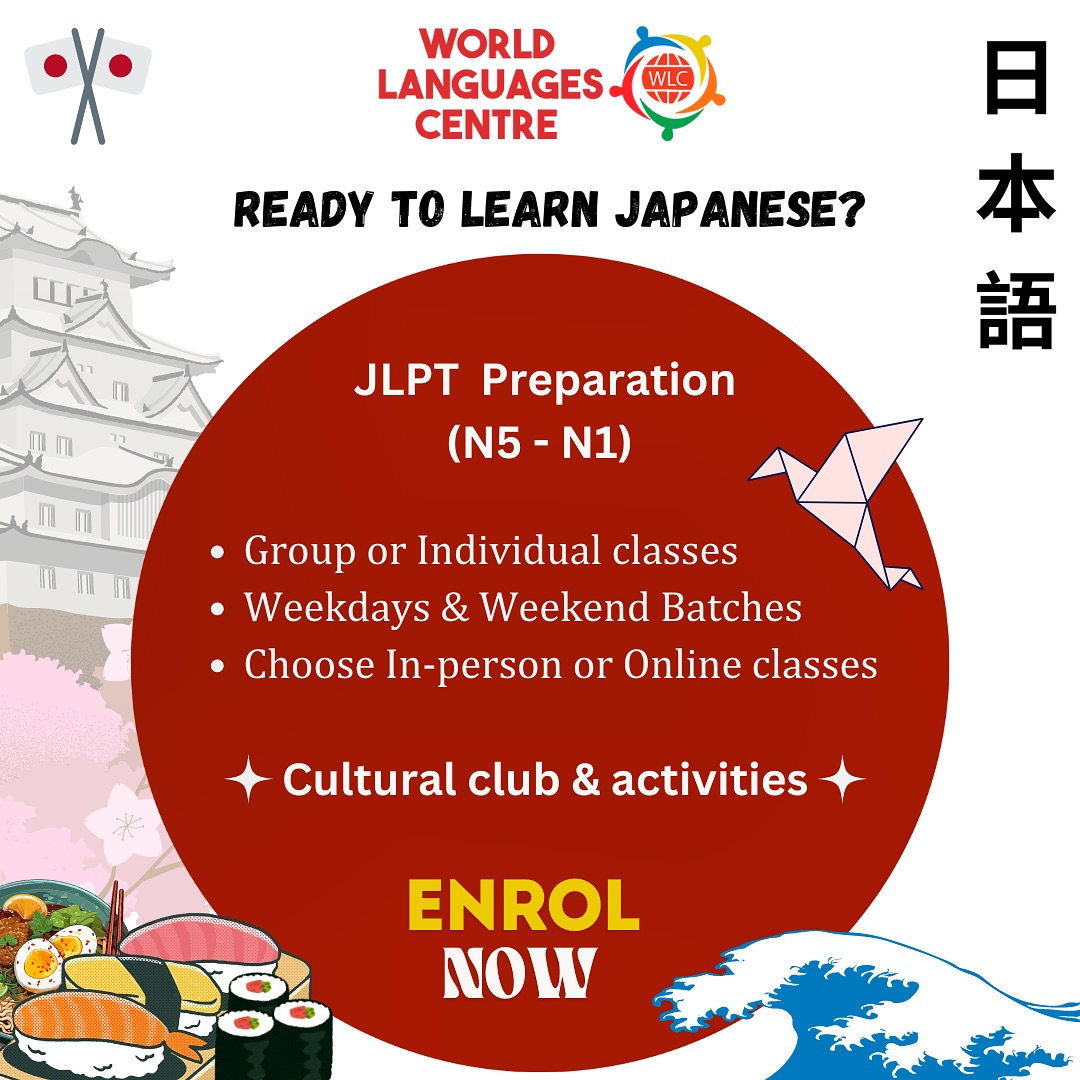 WORLD
LANGUAGES
CENTRE
WLC
日本語
READY TO LEARN JAPANESE?
JLPT Preparation
(N5 - N1)
• Group or Individual classes
• Weekdays & Weekend Batches
• Choose In-person or Online classes
Cultural club & activities
ENROL
NOW